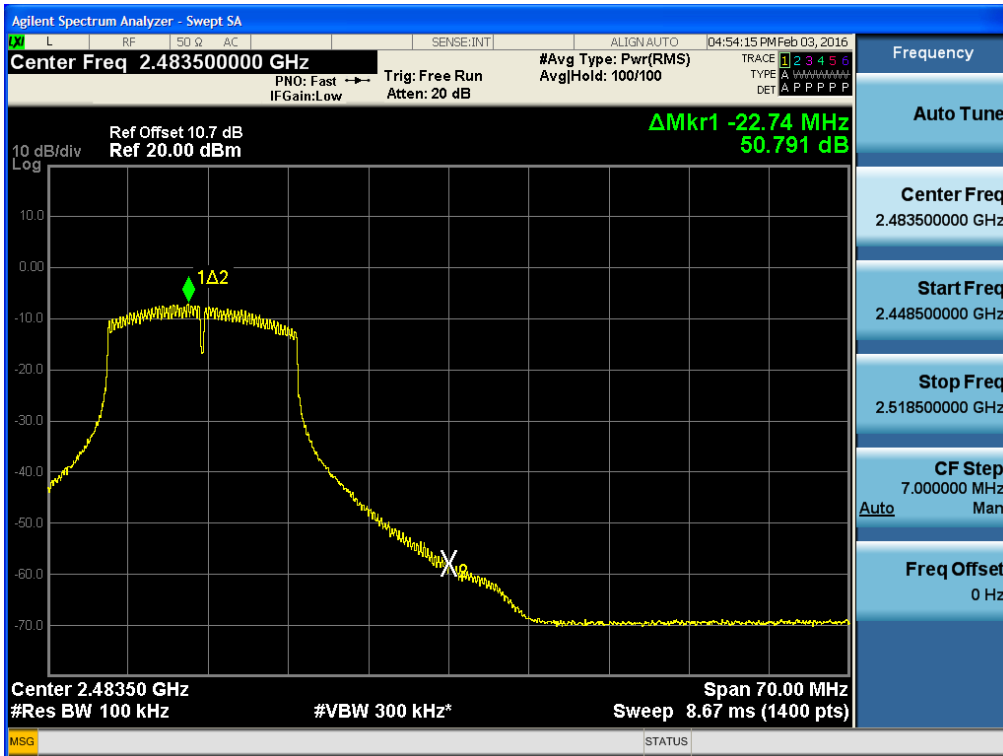 Agilent Spectrum Analyzer - Swept SA
LXI L RF 50 Ω AC SENSE:INT ALIGN AUTO 04:54:15 PM Feb 03, 2016
Center Freq 2.483500000 GHz
PNO: Fast
IFGain:Low
Trig: Free Run
Atten: 20 dB
#Avg Type: Pwr(RMS)
Avg|Hold: 100/100
TRACE 1 2 3 4 5 6
TYPE A
DET A P P P P P
Ref Offset 10.7 dB
10 dB/div Ref 20.00 dBm
Log
ΔMkr1 -22.74 MHz
50.791 dB
10.0
0.00
1Δ2
-10.0
-20.0
-30.0
-40.0
-50.0
-60.0
-70.0
Center 2.48350 GHz
Span 70.00 MHz
#Res BW 100 kHz
#VBW 300 kHz*
Sweep 8.67 ms (1400 pts)
MSG
STATUS
Frequency
Auto Tune
Center Freq
2.483500000 GHz
Start Freq
2.448500000 GHz
Stop Freq
2.518500000 GHz
CF Step
7.000000 MHz
Auto Man
Freq Offset
0 Hz